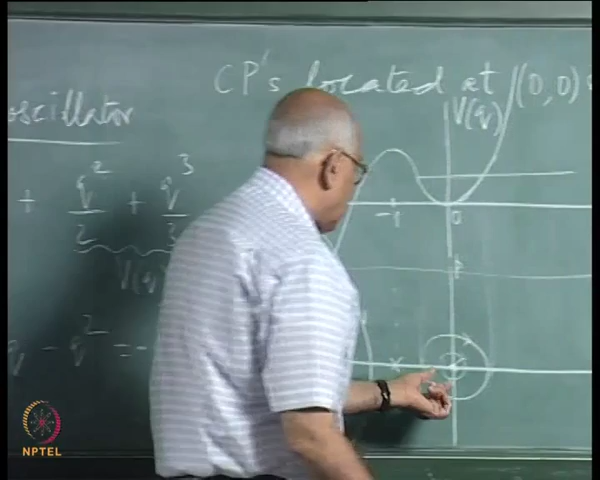 CP's located at (0,0)
oscillator
V(q)
+ q²/2 + q³/3
-1
0
V(q)
p
q - q² = -
NPTEL